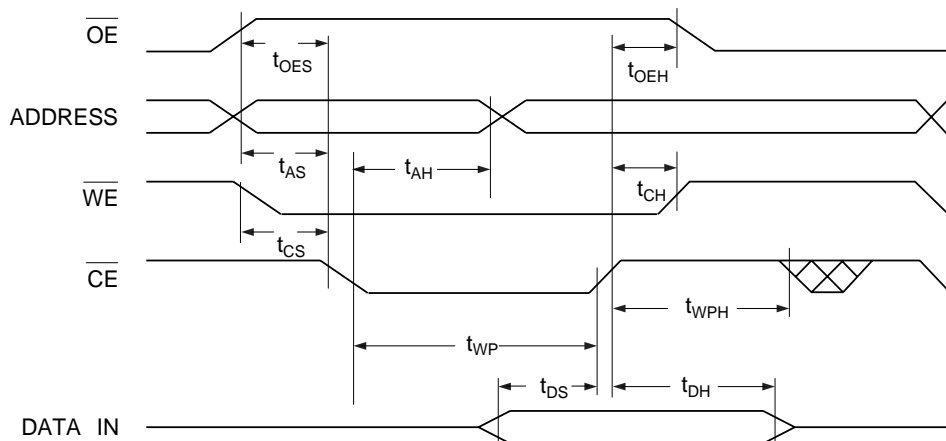 OE
tOES
tOEH
ADDRESS
tAS
tAH
tCH
WE
tCS
CE
tWPH
tWP
tDS
tDH
DATA IN